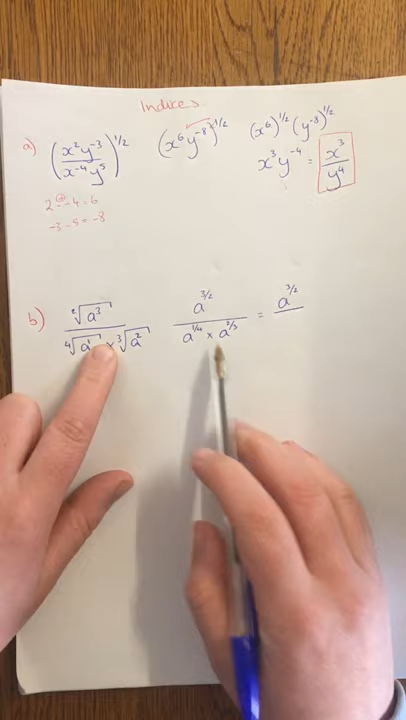 Indices
a) (x²y⁻³ / x⁻⁴y⁵)^1/2 (x⁶y⁻⁸)^1/2 (x⁶)^1/2 (y⁻⁸)^1/2
x³y⁻⁴ = x³/y⁴
2 - -4 = 6
-3 - 5 = -8
b) ²√a³ / ⁴√a¹ × ³√a² a^3/2 / a^1/4 × a^2/3 = a^3/2